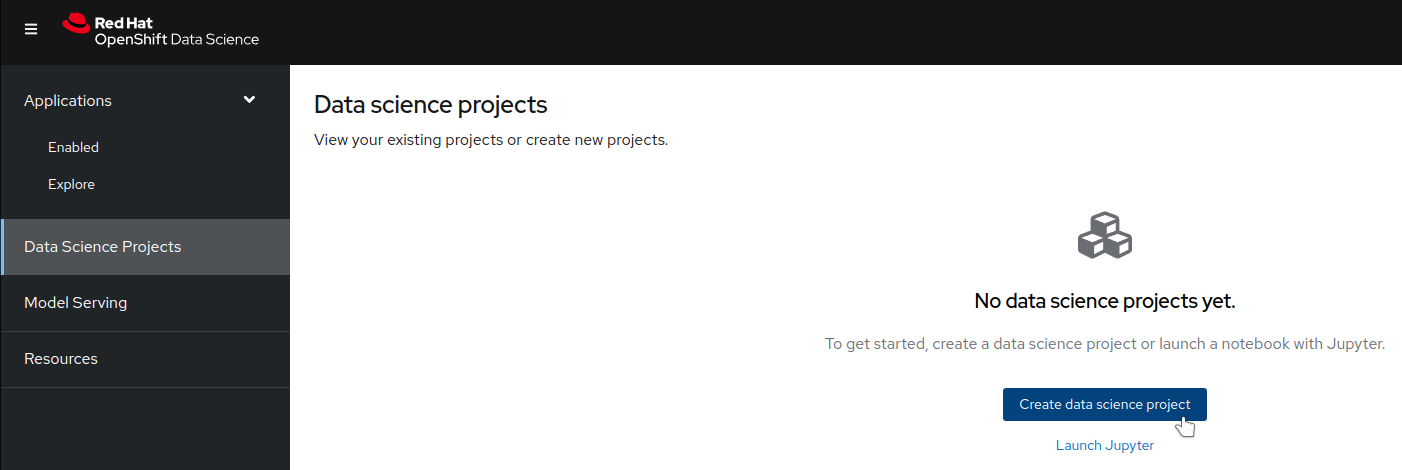 Red Hat
OpenShift Data Science
Applications
Enabled
Explore
Data Science Projects
Model Serving
Resources
Data science projects
View your existing projects or create new projects.
No data science projects yet.
To get started, create a data science project or launch a notebook with Jupyter.
Create data science project
Launch Jupyter